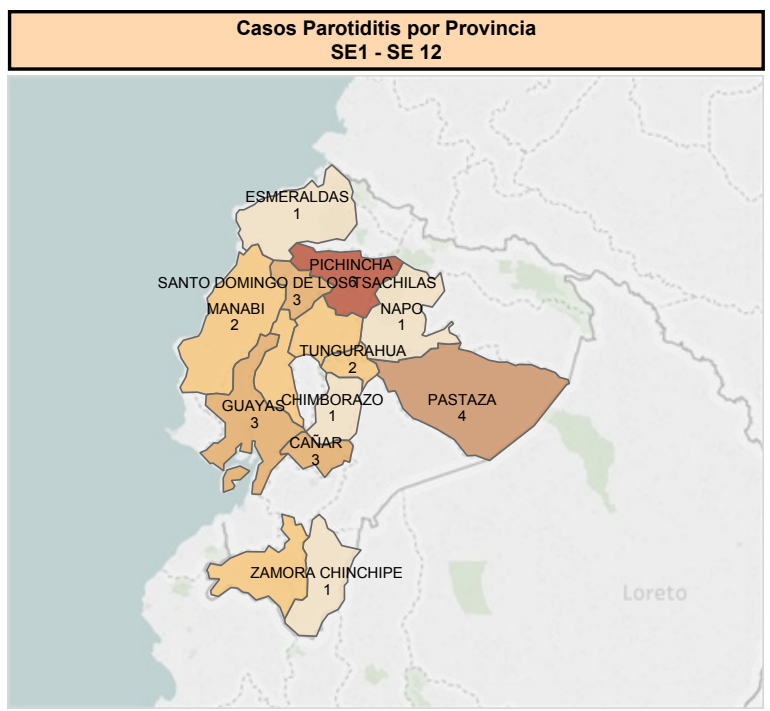 Casos Parotiditis por Provincia
SE1 - SE 12
ESMERALDAS
1
PICHINCHA
6
SANTO DOMINGO DE LOS TSACHILAS
3
MANABI
2
NAPO
1
TUNGURAHUA
2
CHIMBORAZO
1
PASTAZA
4
GUAYAS
3
CAÑAR
3
ZAMORA CHINCHIPE
1
Loreto